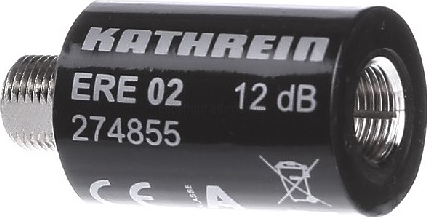 KATHREIN
ERE 02 12 dB
274855
CE A